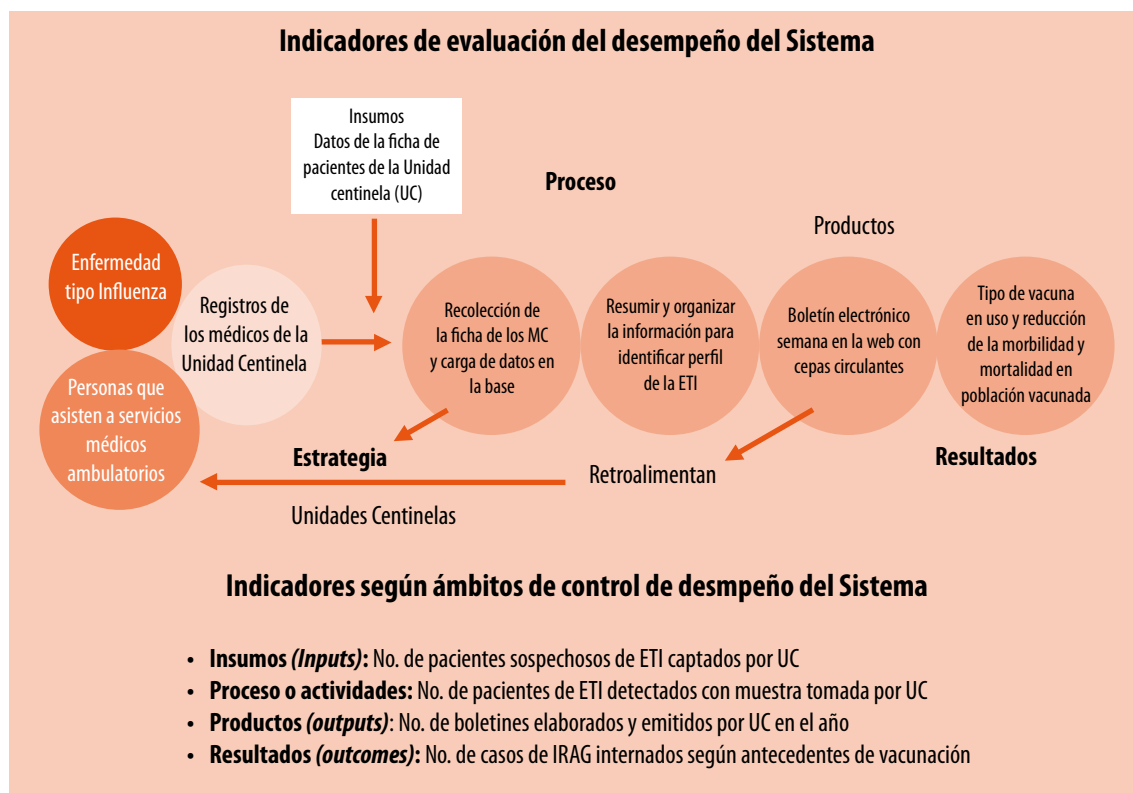 Indicadores de evaluación del desempeño del Sistema
Insumos
Datos de la ficha de
pacientes de la Unidad
centinela (UC)
Proceso
Productos
Enfermedad
tipo Influenza
Registros de
los médicos de la
Unidad Centinela
Personas que
asisten a servicios
médicos
ambulatorios
Recolección de
la ficha de los MC
y carga de datos en
la base
Resumir y organizar
la información para
identificar perfil
de la ETI
Boletín electrónico
semana en la web con
cepas circulantes
Tipo de vacuna
en uso y reducción
de la morbilidad y
mortalidad en
población vacunada
Estrategia
Retroalimentan
Resultados
Unidades Centinelas
Indicadores según ámbitos de control de desmpeño del Sistema
• Insumos (Inputs): No. de pacientes sospechosos de ETI captados por UC
• Proceso o actividades: No. de pacientes de ETI detectados con muestra tomada por UC
• Productos (outputs): No. de boletines elaborados y emitidos por UC en el año
• Resultados (outcomes): No. de casos de IRAG internados según antecedentes de vacunación